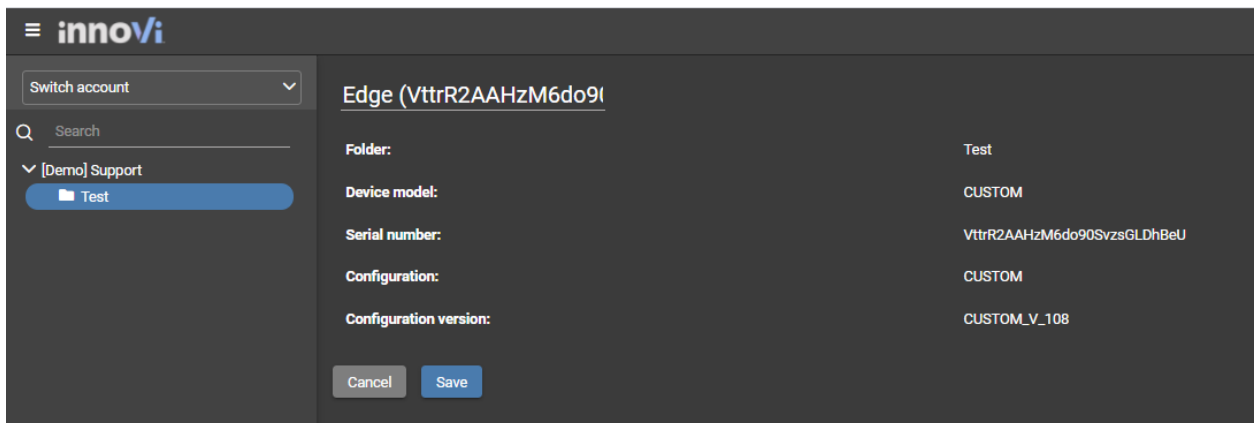 innoVi
Switch account
Search
[Demo] Support
Test
Edge (VttrR2AAHzM6do90
Folder: Test
Device model: CUSTOM
Serial number: VttrR2AAHzM6do90SvzsGLDhBeU
Configuration: CUSTOM
Configuration version: CUSTOM_V_108
Cancel Save